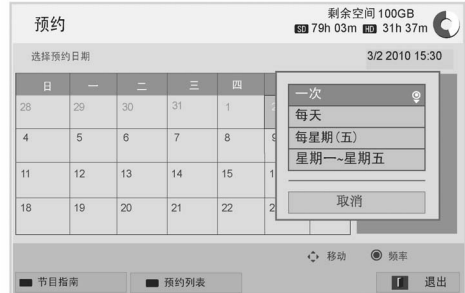 预约
剩余空间 100GB
SD 79h 03m HD 31h 37m
选择预约日期
3/2 2010 15:30
日 一 二 三 四
28 29 30 31 1
4 5 6 7 8
11 12 13 14 15
18 19 20 21 22
一次
每天
每星期(五)
星期一~星期五
取消
移动 频率
节目指南 预约列表 退出